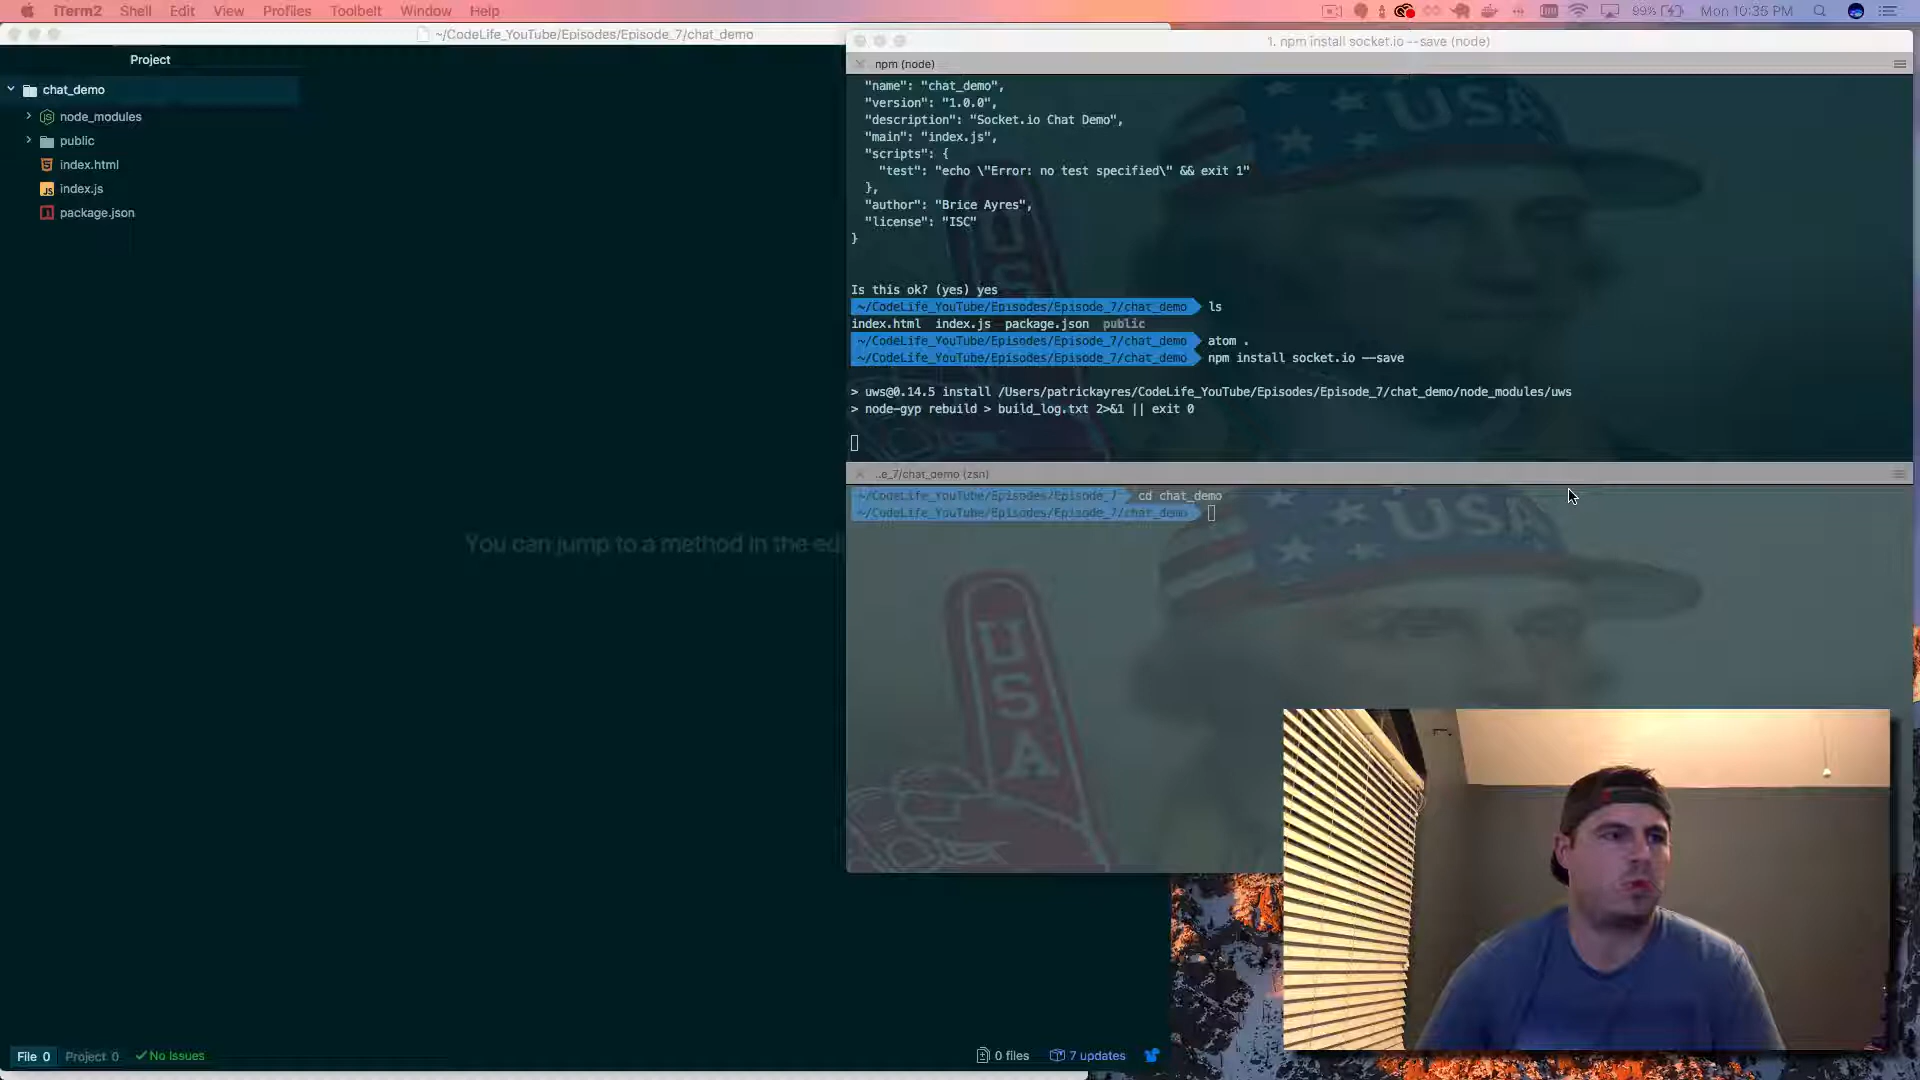 iTerm2 Shell Edit View Profiles Toolbelt Window Help
99% Mon 10:35 PM
~/CodeLife_YouTube/Episodes/Episode_7/chat_demo
Project
chat_demo
node_modules
public
index.html
index.js
package.json
You can jump to a method in the ed
File 0 Project 0 No Issues
0 files 7 updates
1. npm install socket.io --save (node)
npm (node)
"name": "chat_demo",
"version": "1.0.0",
"description": "Socket.io Chat Demo",
"main": "index.js",
"scripts": {
"test": "echo \"Error: no test specified\" && exit 1"
},
"author": "Brice Ayres",
"license": "ISC"
}
Is this ok? (yes) yes
~/CodeLife_YouTube/Episodes/Episode_7/chat_demo ls
index.html index.js package.json public
~/CodeLife_YouTube/Episodes/Episode_7/chat_demo atom .
~/CodeLife_YouTube/Episodes/Episode_7/chat_demo npm install socket.io --save
> uws@0.14.5 install /Users/patrickayres/CodeLife_YouTube/Episodes/Episode_7/chat_demo/node_modules/uws
> node-gyp rebuild > build_log.txt 2>&1 || exit 0
USA
USA
..e_7/chat_demo (zsh)
~/CodeLife_YouTube/Episodes/Episode_7 cd chat_demo
~/CodeLife_YouTube/Episodes/Episode_7/chat_demo
USA
USA